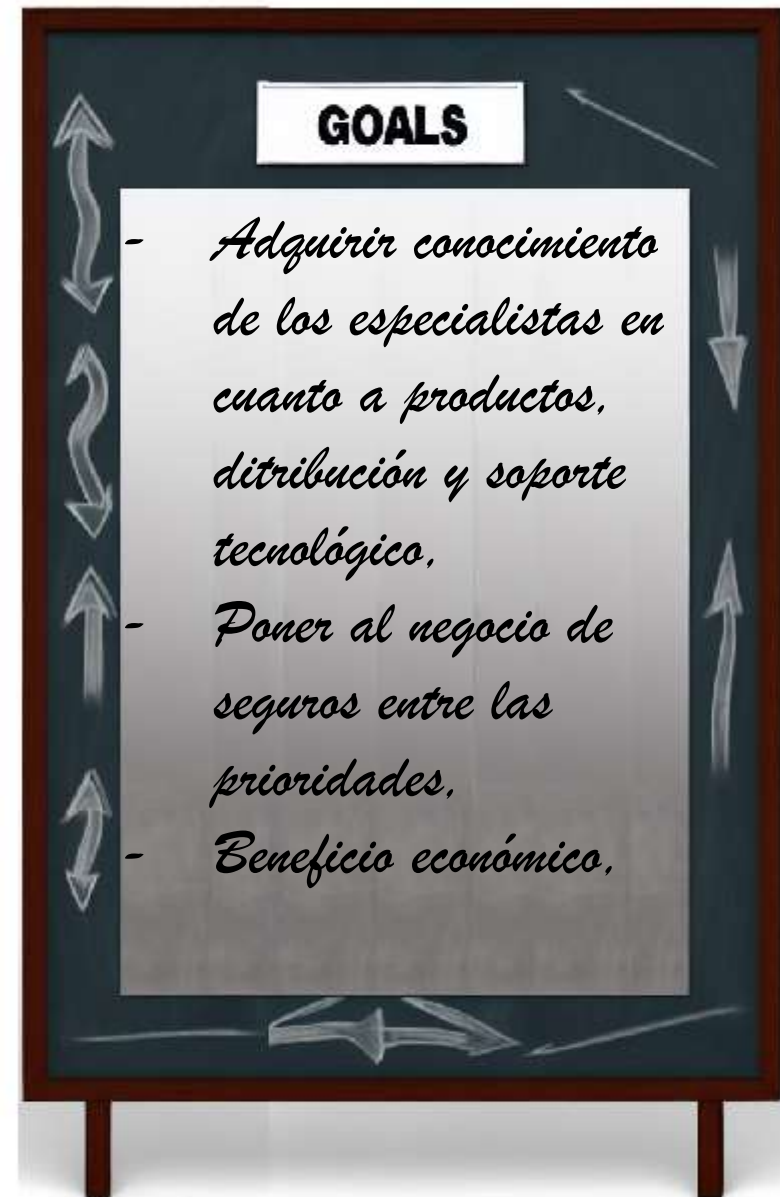 GOALS
- Adquirir conocimiento
de los especialistas en
cuanto a productos,
ditribución y soporte
tecnológico,
- Poner al negocio de
seguros entre las
prioridades,
- Beneficio económico,